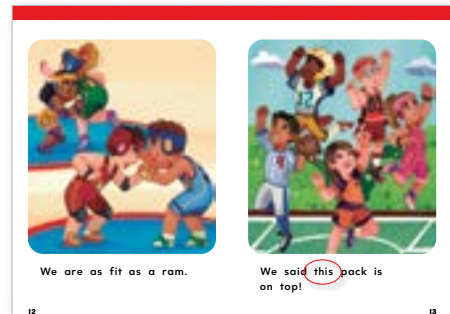 We are as fit as a ram.
12
We said this pack is
on top!
13